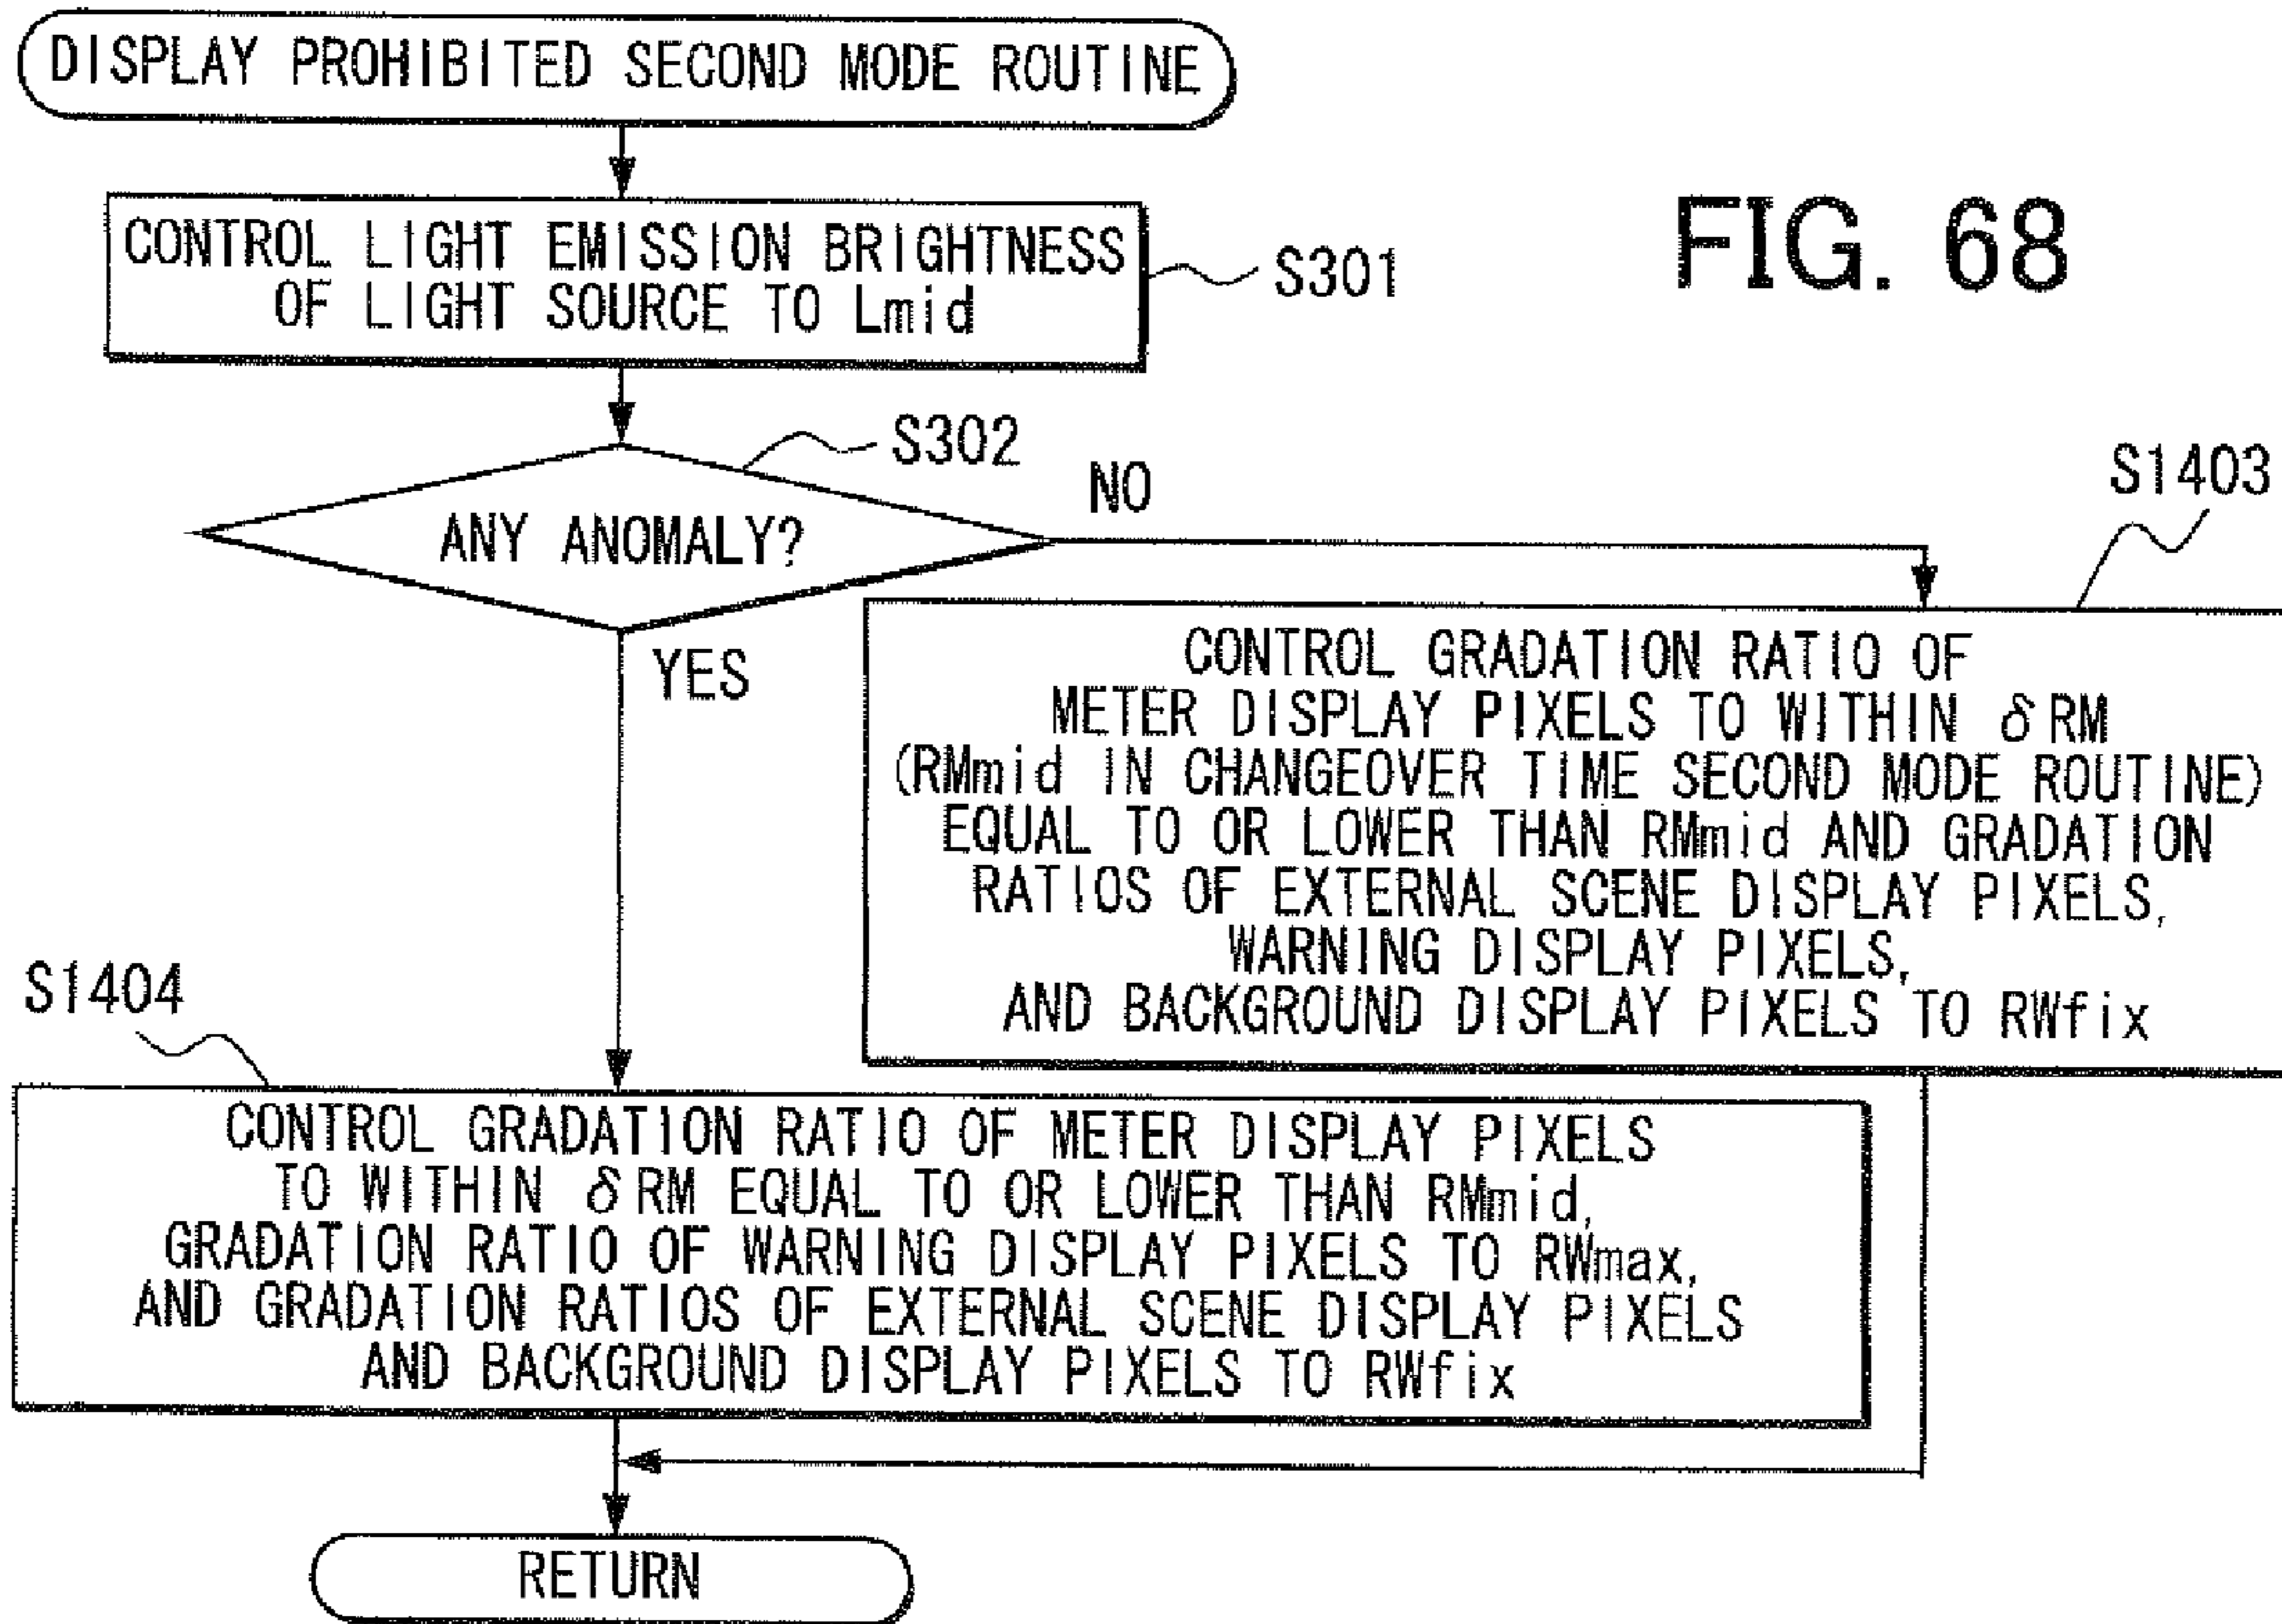 DISPLAY PROHIBITED SECOND MODE ROUTINE
FIG. 68
CONTROL LIGHT EMISSION BRIGHTNESS
OF LIGHT SOURCE TO Lmid
S301
S302
ANY ANOMALY?
NO
YES
S1403
CONTROL GRADATION RATIO OF
METER DISPLAY PIXELS TO WITHIN δRM
(RMmid IN CHANGEOVER TIME SECOND MODE ROUTINE)
EQUAL TO OR LOWER THAN RMmid AND GRADATION
RATIOS OF EXTERNAL SCENE DISPLAY PIXELS,
WARNING DISPLAY PIXELS,
AND BACKGROUND DISPLAY PIXELS TO RWfix
S1404
CONTROL GRADATION RATIO OF METER DISPLAY PIXELS
TO WITHIN δRM EQUAL TO OR LOWER THAN RMmid,
GRADATION RATIO OF WARNING DISPLAY PIXELS TO RWmax,
AND GRADATION RATIOS OF EXTERNAL SCENE DISPLAY PIXELS
AND BACKGROUND DISPLAY PIXELS TO RWfix
RETURN